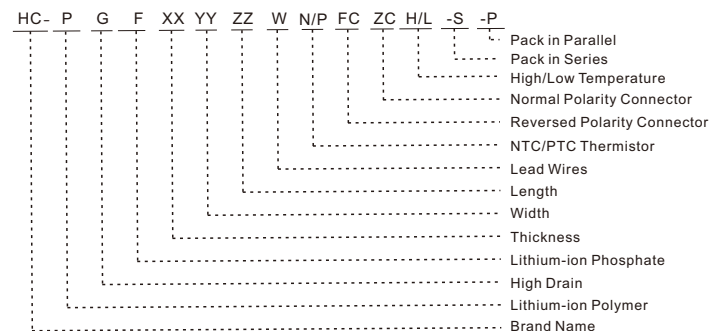 HC- P G F XX YY ZZ W N/P FC ZC H/L -S -P
Pack in Parallel
Pack in Series
High/Low Temperature
Normal Polarity Connector
Reversed Polarity Connector
NTC/PTC Thermistor
Lead Wires
Length
Width
Thickness
Lithium-ion Phosphate
High Drain
Lithium-ion Polymer
Brand Name